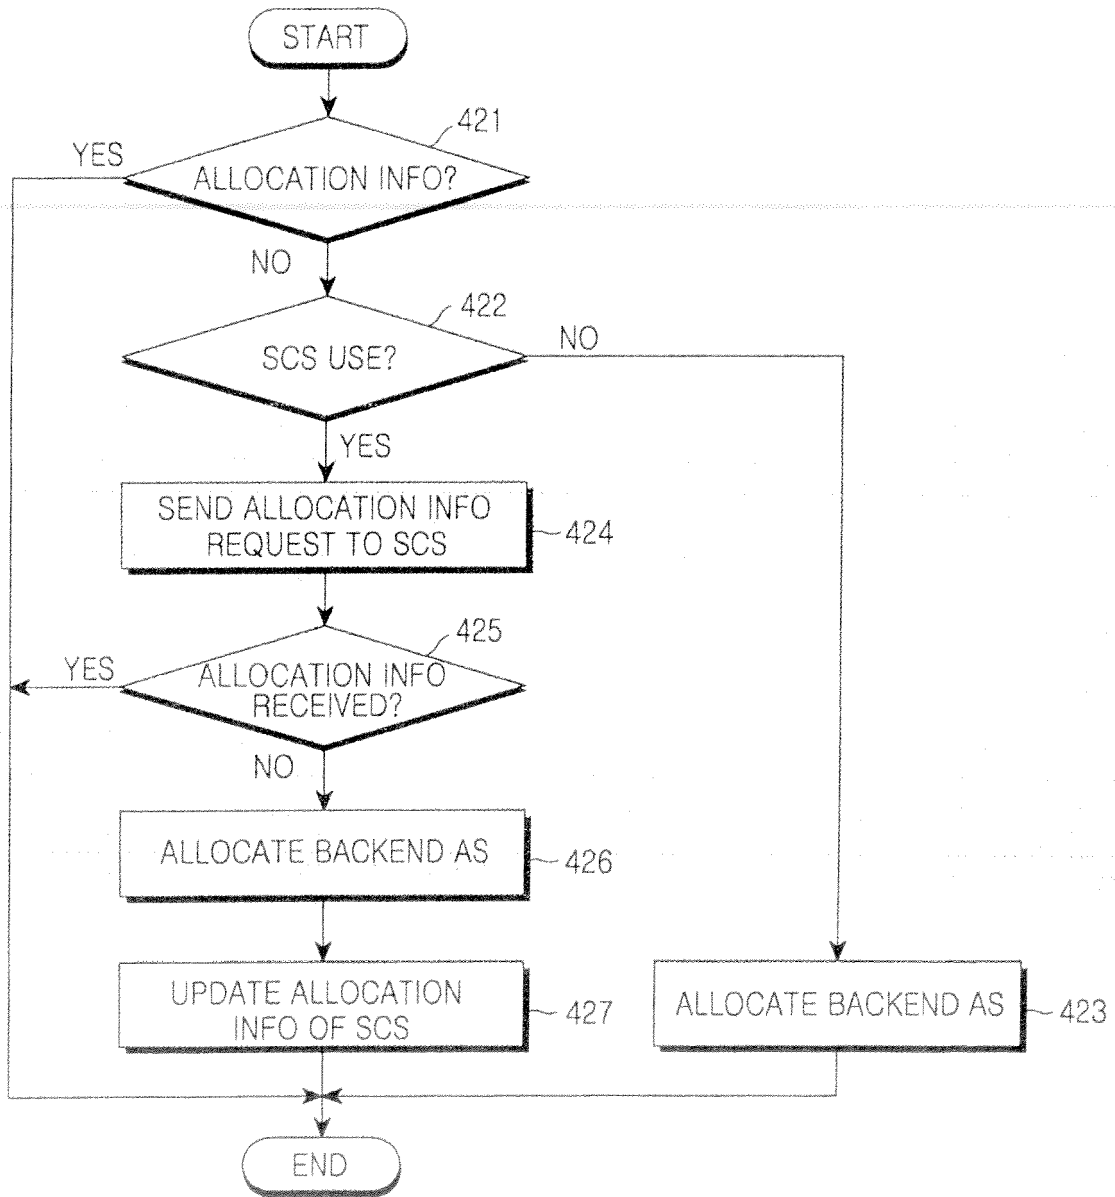 START
421
YES
ALLOCATION INFO?
NO
422
NO
SCS USE?
YES
SEND ALLOCATION INFO
REQUEST TO SCS
424
425
YES
ALLOCATION INFO
RECEIVED?
NO
ALLOCATE BACKEND AS
426
UPDATE ALLOCATION
INFO OF SCS
427
ALLOCATE BACKEND AS
423
END